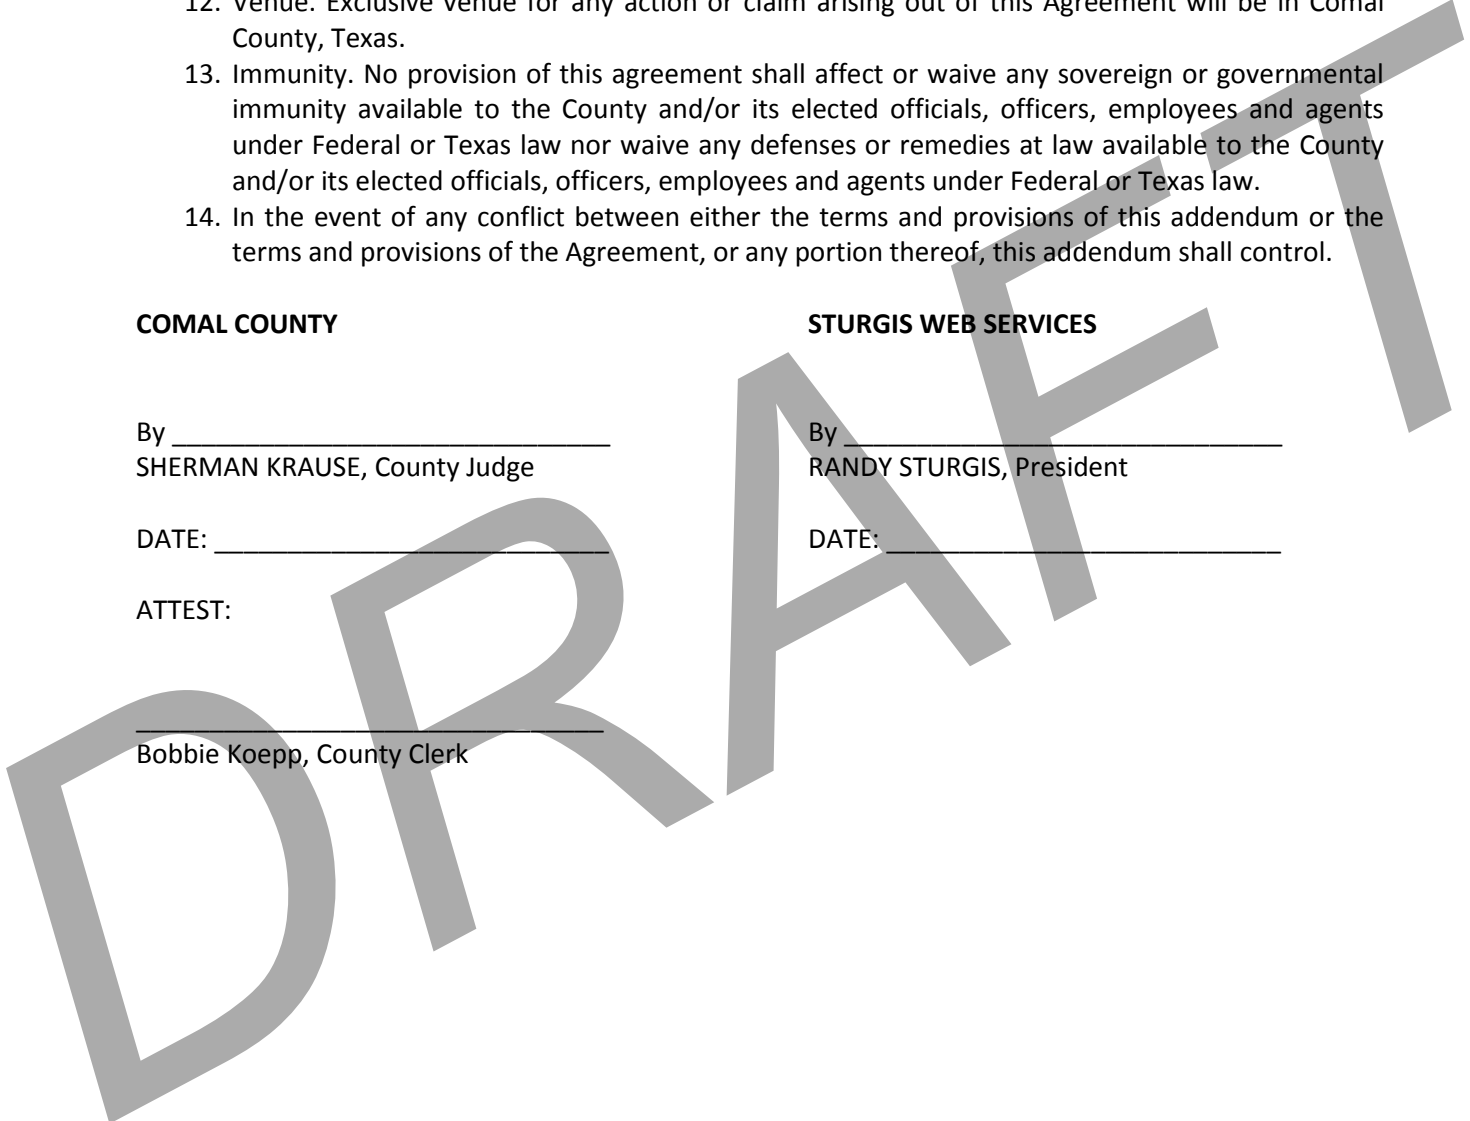 12. Venue. Exclusive venue for any action or claim arising out of this Agreement will be in Comal
County, Texas.
13. Immunity. No provision of this agreement shall affect or waive any sovereign or governmental
immunity available to the County and/or its elected officials, officers, employees and agents
under Federal or Texas law nor waive any defenses or remedies at law available to the County
and/or its elected officials, officers, employees and agents under Federal or Texas law.
14. In the event of any conflict between either the terms and provisions of this addendum or the
terms and provisions of the Agreement, or any portion thereof, this addendum shall control.
COMAL COUNTY
STURGIS WEB SERVICES
By ______________________________
By ______________________________
SHERMAN KRAUSE, County Judge
RANDY STURGIS, President
DATE: ___________________________
DATE: ___________________________
ATTEST:
________________________________
Bobbie Koepp, County Clerk
DRAFT